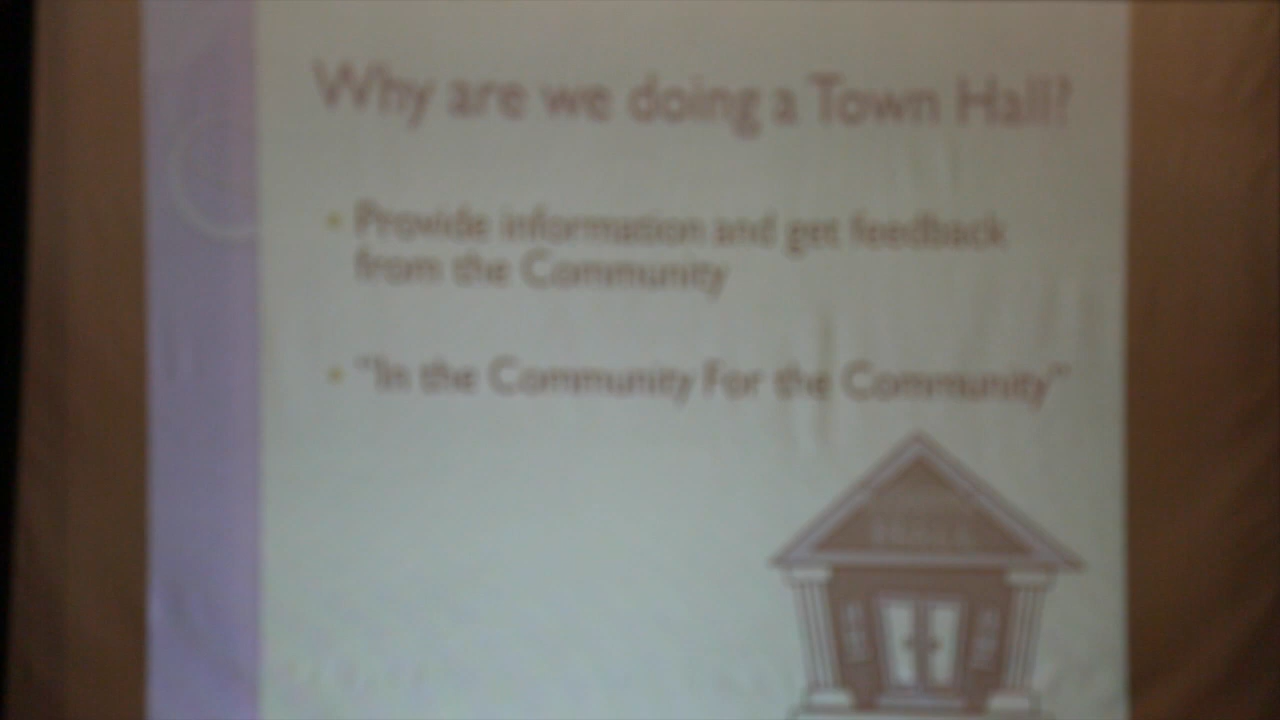 Why are we doing a Town Hall?
• Provide information and get feedback
from the Community
• "In the Community For the Community"